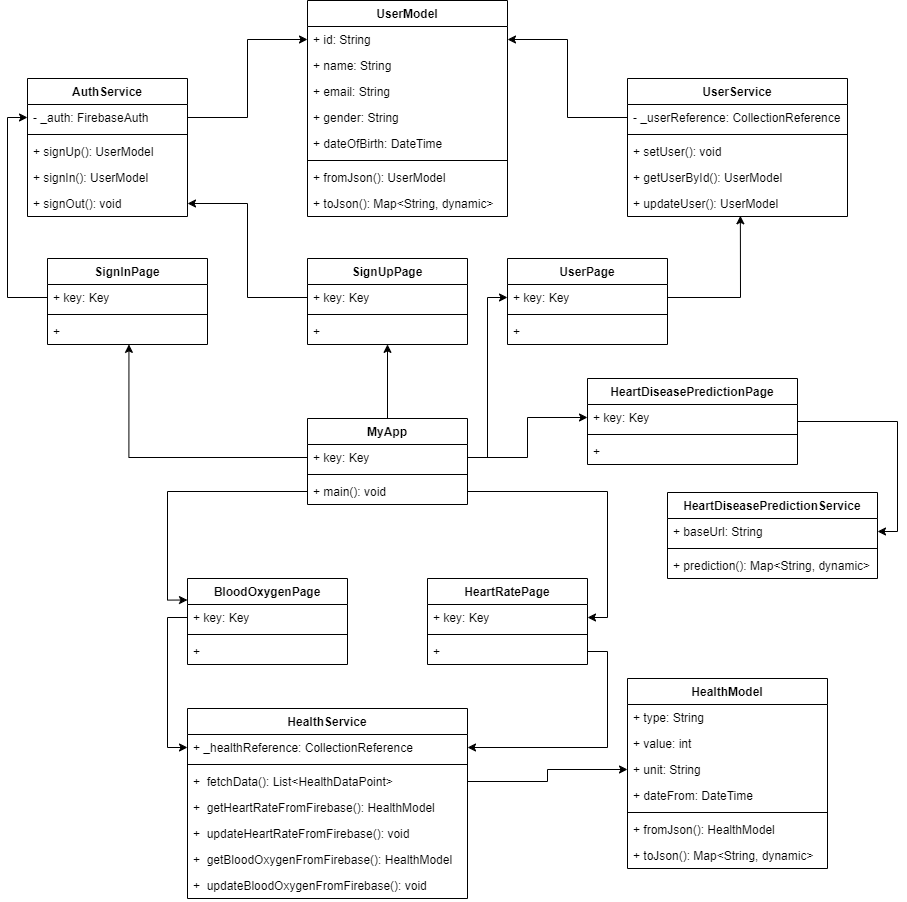 UserModel
+ id: String
+ name: String
+ email: String
+ gender: String
+ dateOfBirth: DateTime
+ fromJson(): UserModel
+ toJson(): Map<String, dynamic>
AuthService
- _auth: FirebaseAuth
+ signUp(): UserModel
+ signIn(): UserModel
+ signOut(): void
UserService
- _userReference: CollectionReference
+ setUser(): void
+ getUserById(): UserModel
+ updateUser(): UserModel
SignInPage
+ key: Key
+
SignUpPage
+ key: Key
+
UserPage
+ key: Key
+
HeartDiseasePredictionPage
+ key: Key
+
MyApp
+ key: Key
+ main(): void
HeartDiseasePredictionService
+ baseUrl: String
+ prediction(): Map<String, dynamic>
BloodOxygenPage
+ key: Key
+
HeartRatePage
+ key: Key
+
HealthService
+ _healthReference: CollectionReference
+ fetchData(): List<HealthDataPoint>
+ getHeartRateFromFirebase(): HealthModel
+ updateHeartRateFromFirebase(): void
+ getBloodOxygenFromFirebase(): HealthModel
+ updateBloodOxygenFromFirebase(): void
HealthModel
+ type: String
+ value: int
+ unit: String
+ dateFrom: DateTime
+ fromJson(): HealthModel
+ toJson(): Map<String, dynamic>